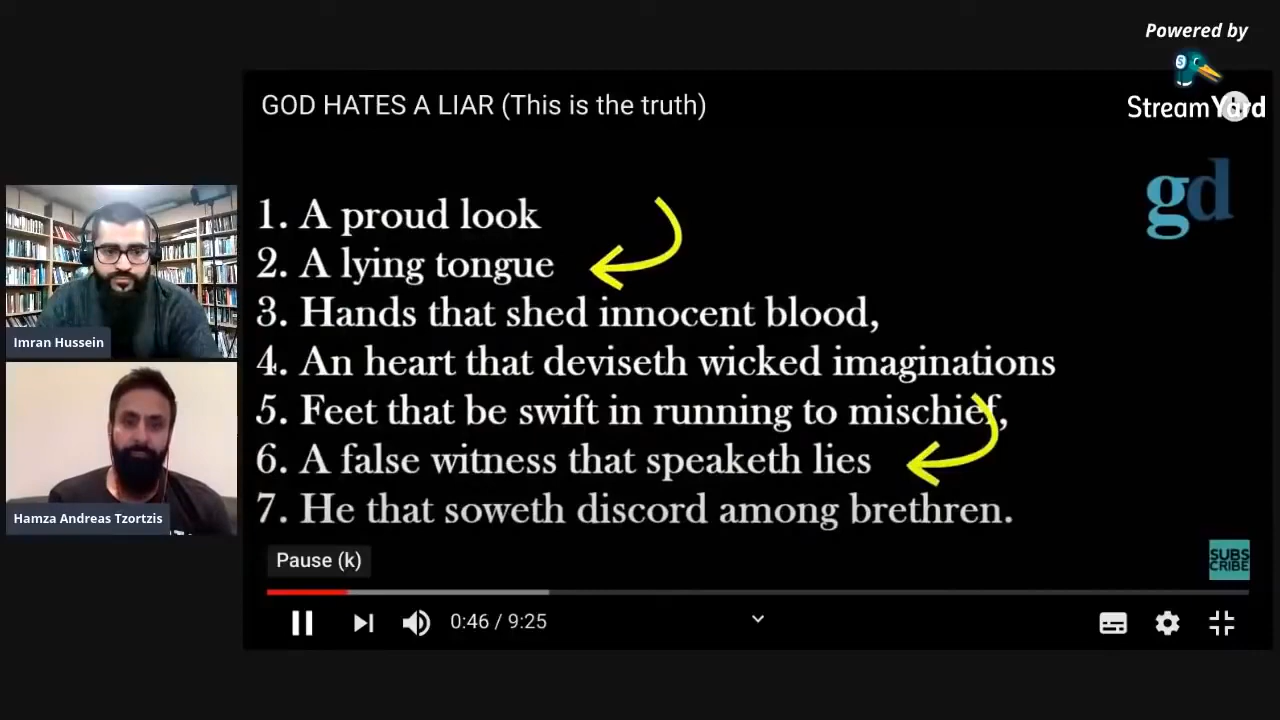 Powered by
StreamYard
GOD HATES A LIAR (This is the truth)
gd
1. A proud look
2. A lying tongue
3. Hands that shed innocent blood,
4. An heart that deviseth wicked imaginations
5. Feet that be swift in running to mischief,
6. A false witness that speaketh lies
7. He that soweth discord among brethren.
Imran Hussein
Hamza Andreas Tzortzis
Pause (k)
SUBS
CRIBE
0:46 / 9:25